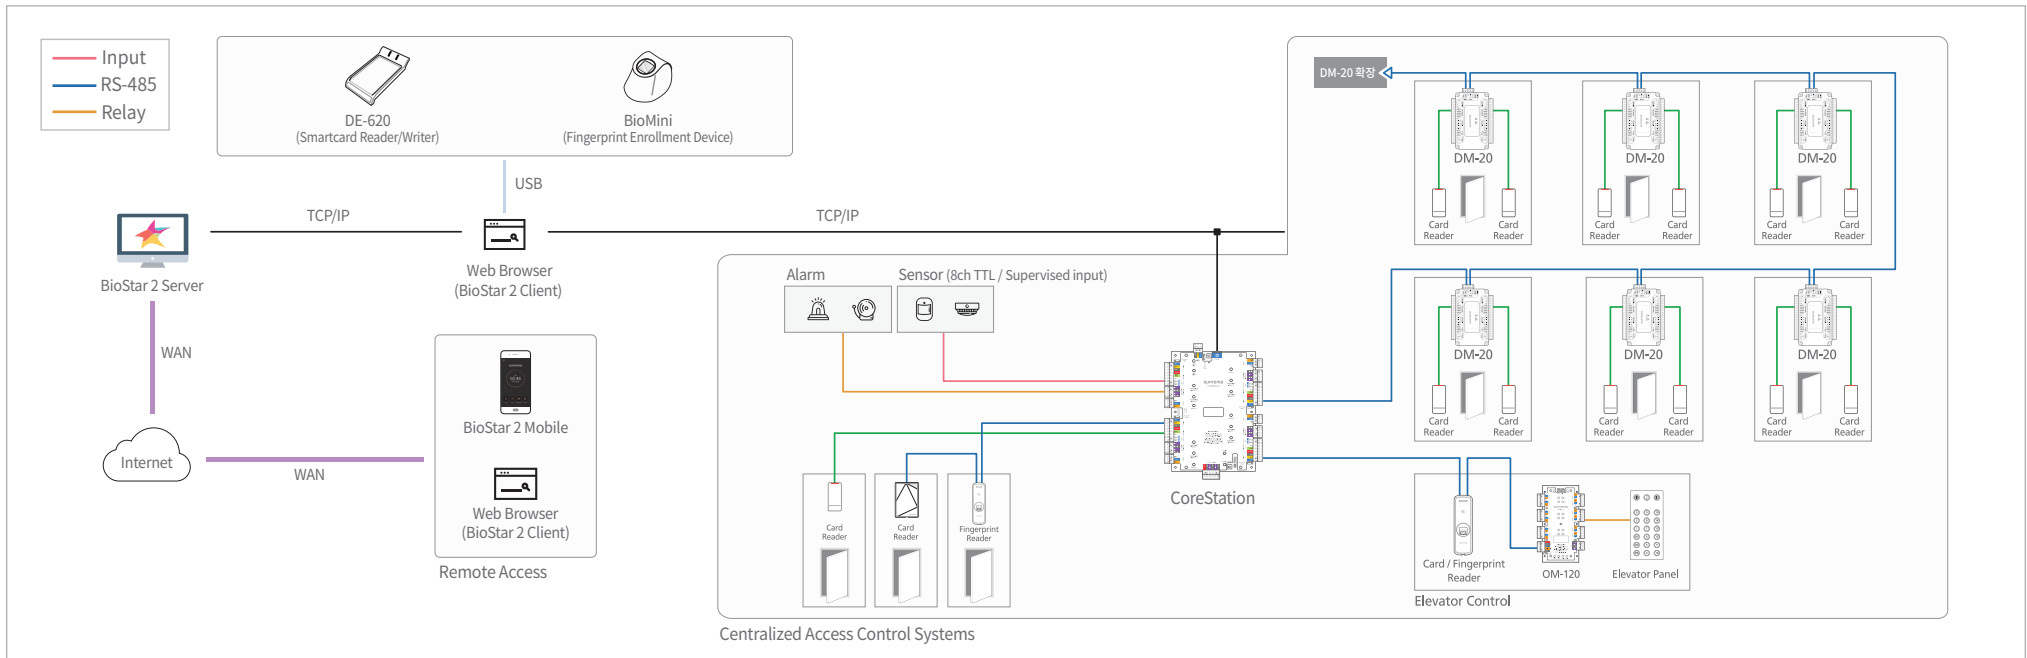 Input
RS-485
Relay
DE-620
(Smartcard Reader/Writer)
BioMini
(Fingerprint Enrollment Device)
USB
TCP/IP
TCP/IP
BioStar 2 Server
Web Browser
(BioStar 2 Client)
WAN
Internet
WAN
BioStar 2 Mobile
Web Browser
(BioStar 2 Client)
Remote Access
Alarm
Sensor (8ch TTL / Supervised input)
CoreStation
Card
Reader
Card
Reader
Fingerprint
Reader
Centralized Access Control Systems
DM-20 확장
DM-20
Card
Reader
Card
Reader
DM-20
Card
Reader
Card
Reader
DM-20
Card
Reader
Card
Reader
DM-20
Card
Reader
Card
Reader
DM-20
Card
Reader
Card
Reader
DM-20
Card
Reader
Card
Reader
Card / Fingerprint
Reader
OM-120
Elevator Panel
Elevator Control